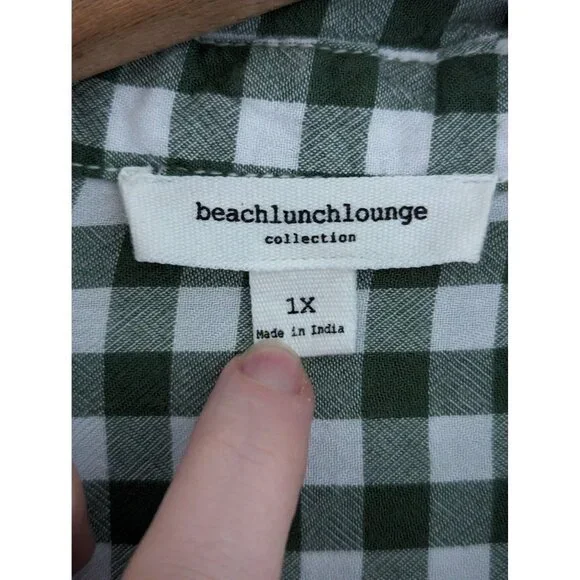 beachlunchlounge
collection
1X
Made in India